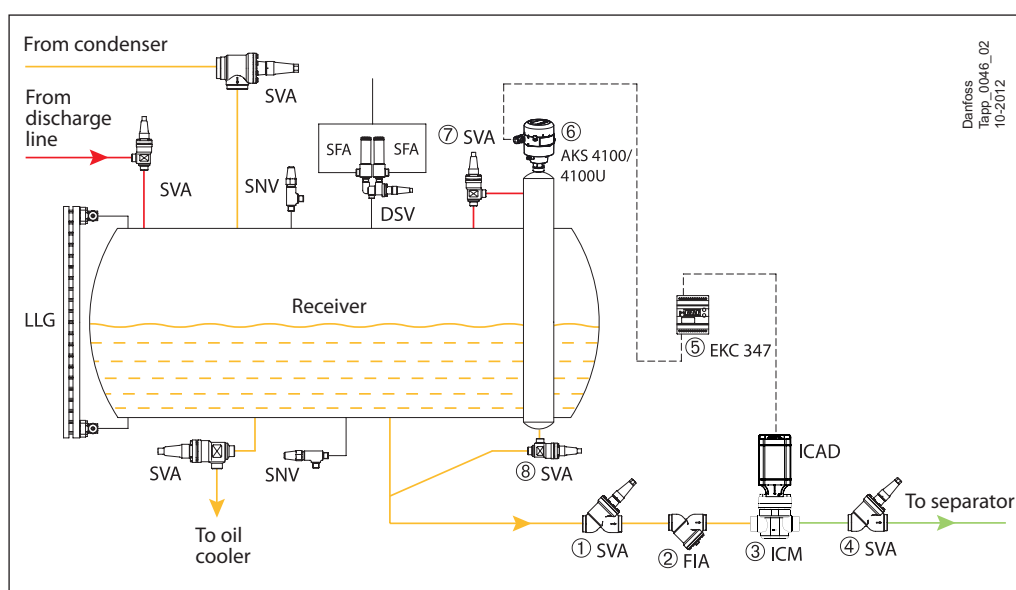 From condenser
SVA
From
discharge
line
SVA
SNV
SFA SFA
DSV
⑦ SVA
⑥
AKS 4100/
4100U
Danfoss
Tapp_0046_02
10-2012
LLG
Receiver
⑤ EKC 347
SVA
SNV
⑧ SVA
ICAD
To oil
cooler
① SVA
② FIA
③ ICM
④ SVA
To separator